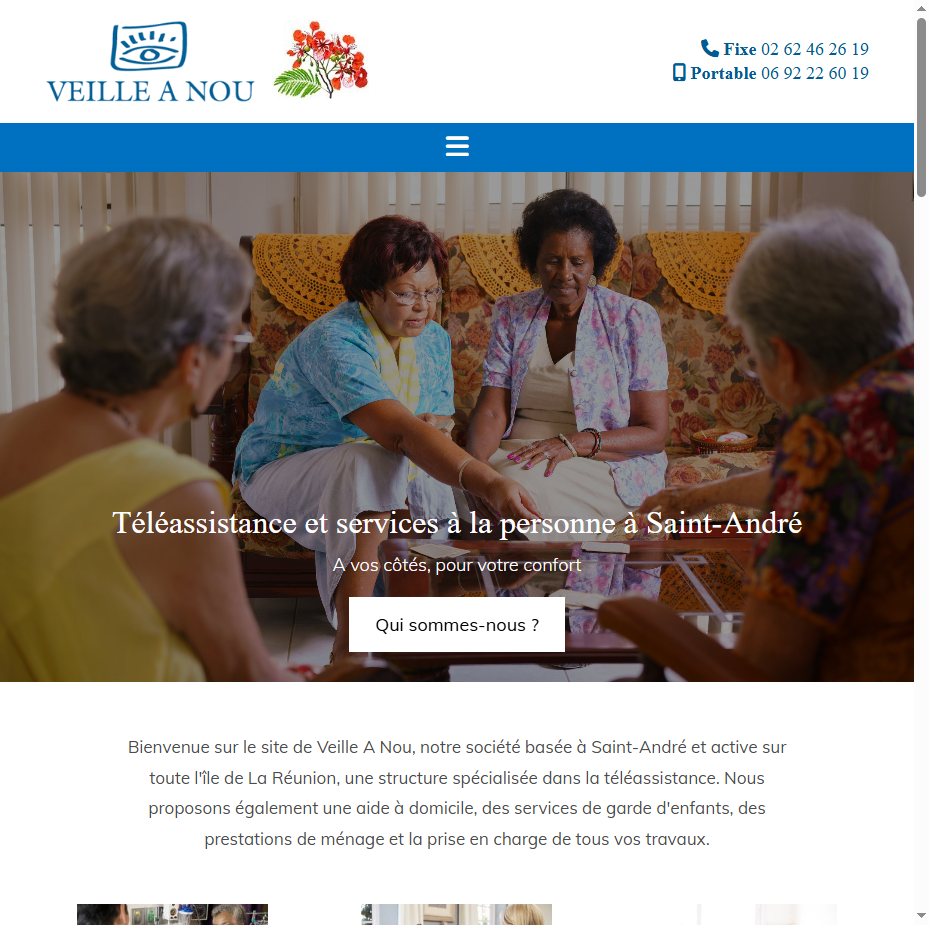 VEILLE A NOU
Fixe 02 62 46 26 19
Portable 06 92 22 60 19
Téléassistance et services à la personne à Saint-André
A vos côtés, pour votre confort
Qui sommes-nous ?
Bienvenue sur le site de Veille A Nou, notre société basée à Saint-André et active sur
toute l'île de La Réunion, une structure spécialisée dans la téléassistance. Nous
proposons également une aide à domicile, des services de garde d'enfants, des
prestations de ménage et la prise en charge de tous vos travaux.